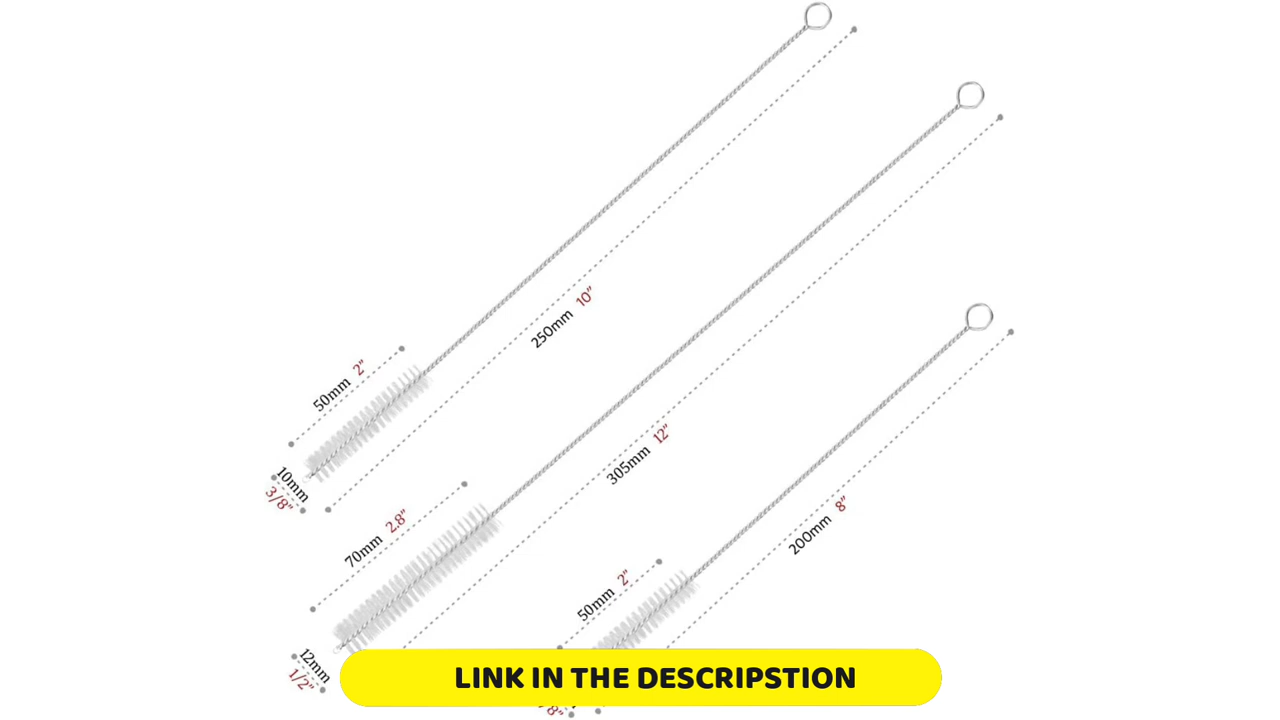 250mm 10"
50mm 2"
10mm
3/8"
305mm 12"
70mm 2.8"
12mm
1/2"
200mm 8"
50mm 2"
LINK IN THE DESCRIPSTION